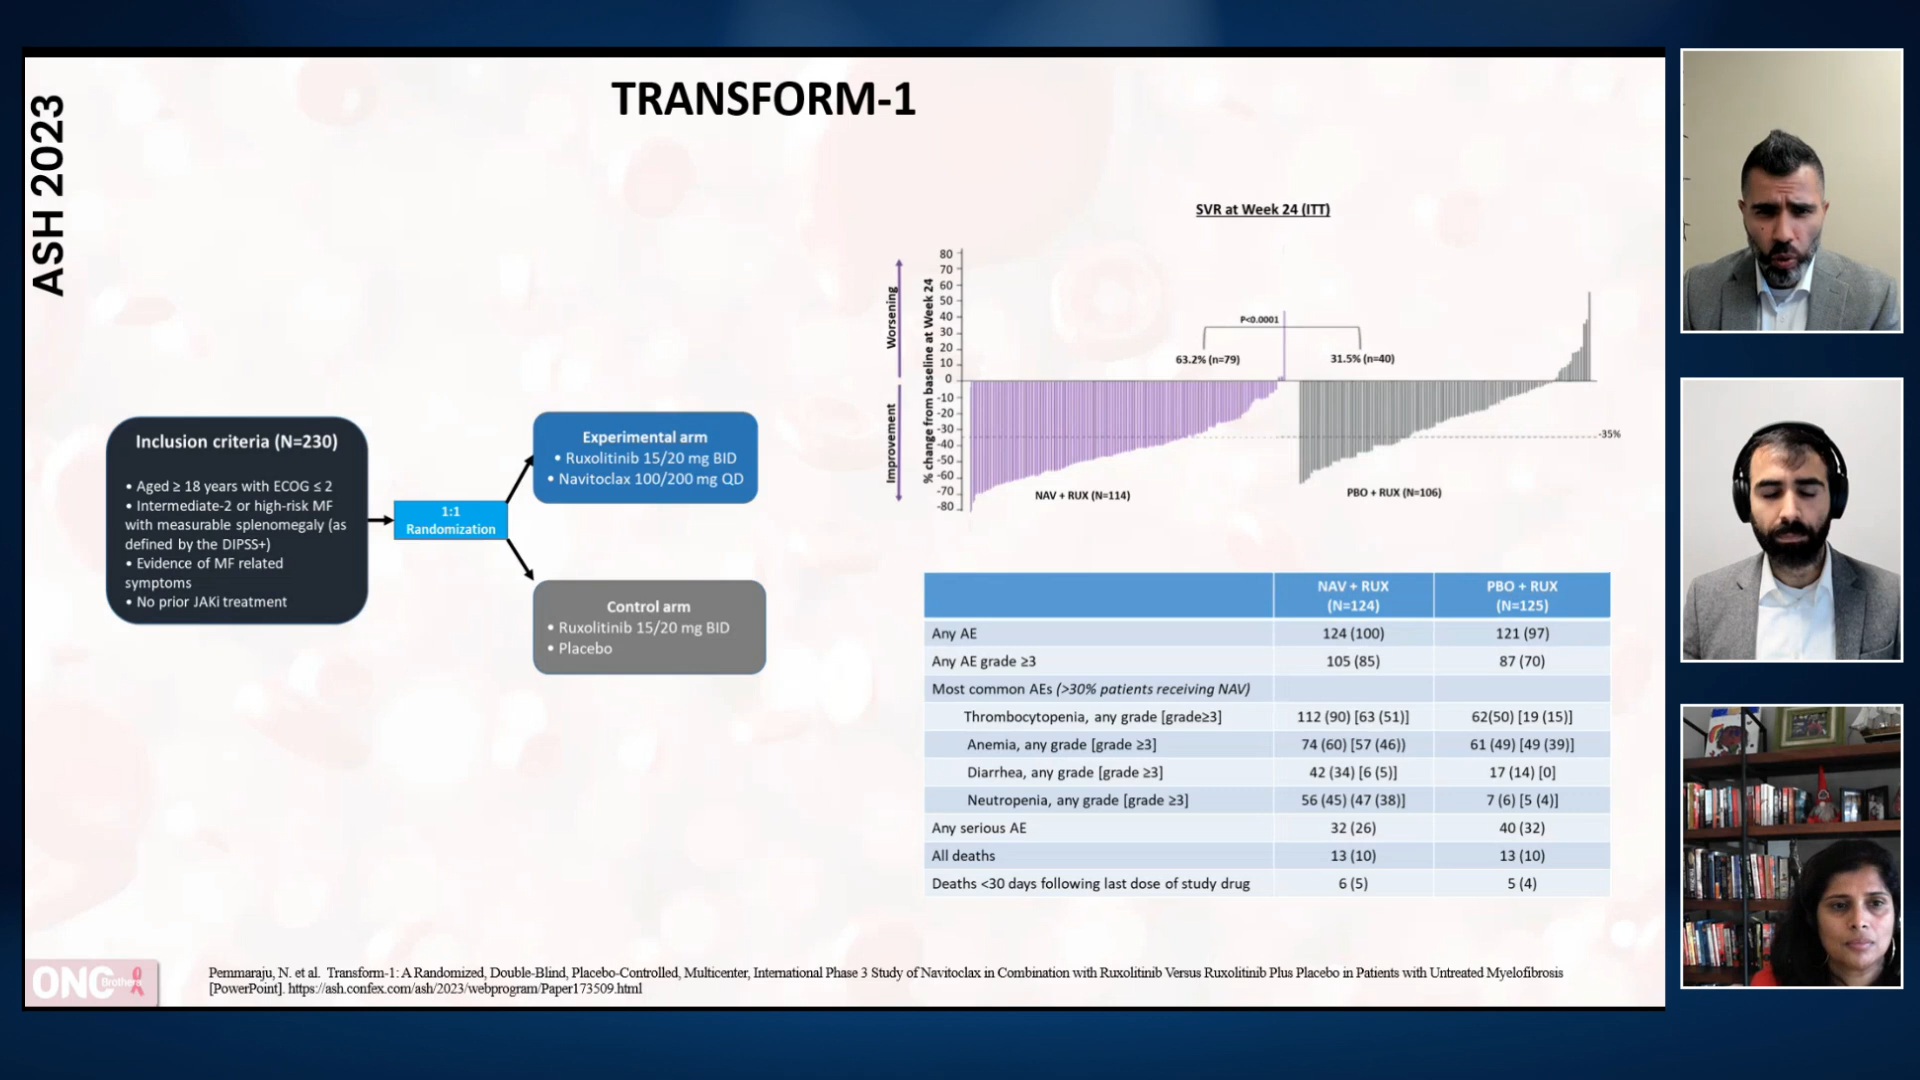 ASH 2023
TRANSFORM-1
Inclusion criteria (N=230)
• Aged ≥ 18 years with ECOG ≤ 2
• Intermediate-2 or high-risk MF
with measurable splenomegaly (as
defined by the DIPSS+)
• Evidence of MF related
symptoms
• No prior JAKi treatment
1:1
Randomization
Experimental arm
• Ruxolitinib 15/20 mg BID
• Navitoclax 100/200 mg QD
Control arm
• Ruxolitinib 15/20 mg BID
• Placebo
SVR at Week 24 (ITT)
Worsening
Improvement
% change from baseline at Week 24
80
70
60
50
40
30
20
10
0
-10
-20
-30
-40
-50
-60
-70
-80
P<0.0001
63.2% (n=79)
31.5% (n=40)
-35%
NAV + RUX (N=114)
PBO + RUX (N=106)
NAV + RUX (N=124) PBO + RUX (N=125)
Any AE 124 (100) 121 (97)
Any AE grade ≥3 105 (85) 87 (70)
Most common AEs (>30% patients receiving NAV)
Thrombocytopenia, any grade [grade≥3] 112 (90) [63 (51)] 62(50) [19 (15)]
Anemia, any grade [grade ≥3] 74 (60) [57 (46)) 61 (49) [49 (39)]
Diarrhea, any grade [grade ≥3] 42 (34) [6 (5)] 17 (14) [0]
Neutropenia, any grade [grade ≥3] 56 (45) (47 (38)] 7 (6) [5 (4)]
Any serious AE 32 (26) 40 (32)
All deaths 13 (10) 13 (10)
Deaths <30 days following last dose of study drug 6 (5) 5 (4)
ONC Brothers
Pemmaraju, N. et al. Transform-1: A Randomized, Double-Blind, Placebo-Controlled, Multicenter, International Phase 3 Study of Navitoclax in Combination with Ruxolitinib Versus Ruxolitinib Plus Placebo in Patients with Untreated Myelofibrosis
[PowerPoint]. https://ash.confex.com/ash/2023/webprogram/Paper173509.html